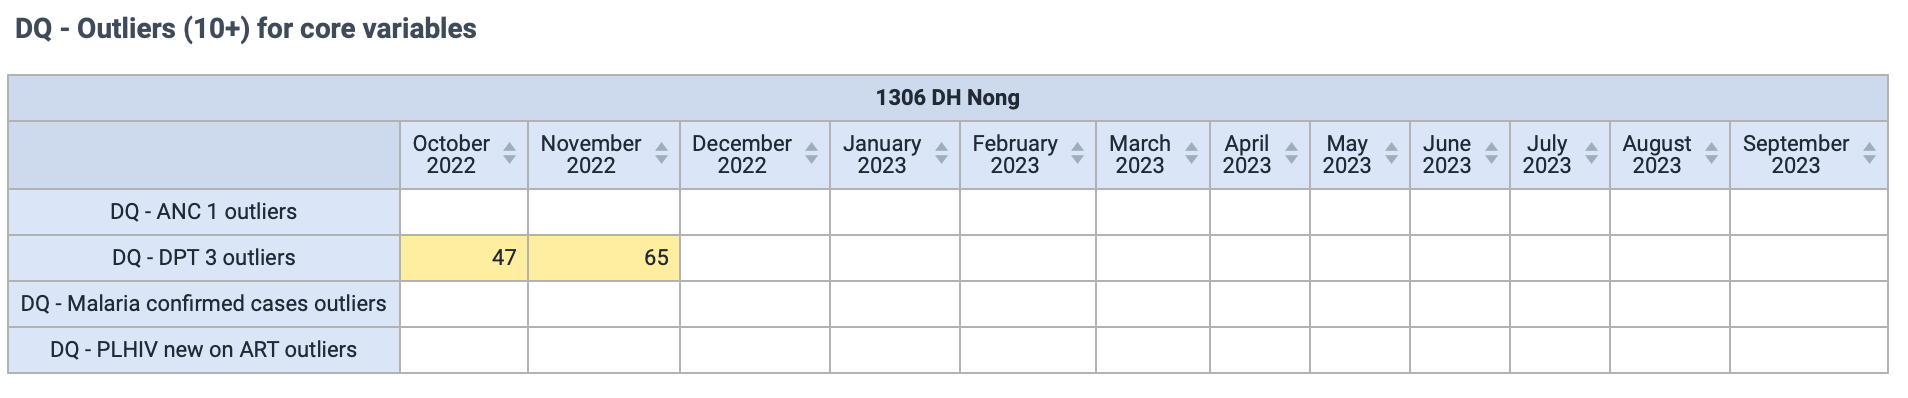 DQ - Outliers (10+) for core variables
1306 DH Nong
October 2022 November 2022 December 2022 January 2023 February 2023 March 2023 April 2023 May 2023 June 2023 July 2023 August 2023 September 2023
DQ - ANC 1 outliers
DQ - DPT 3 outliers 47 65
DQ - Malaria confirmed cases outliers
DQ - PLHIV new on ART outliers